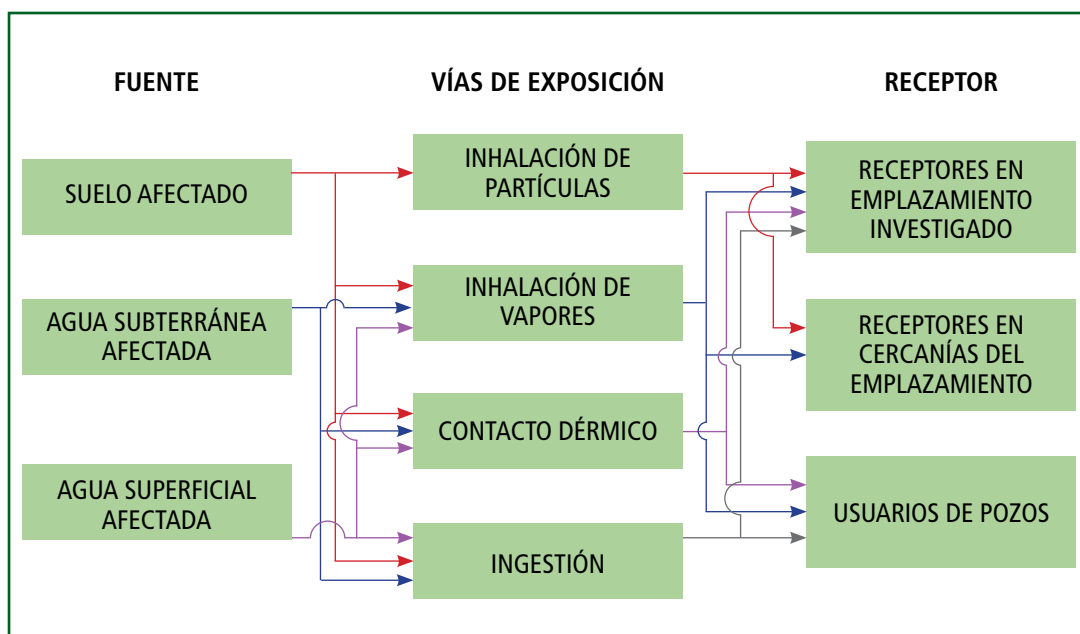 FUENTE
VÍAS DE EXPOSICIÓN
RECEPTOR
SUELO AFECTADO
AGUA SUBTERRÁNEA
AFECTADA
AGUA SUPERFICIAL
AFECTADA
INHALACIÓN DE
PARTÍCULAS
INHALACIÓN DE
VAPORES
CONTACTO DÉRMICO
INGESTIÓN
RECEPTORES EN
EMPLAZAMIENTO
INVESTIGADO
RECEPTORES EN
CERCANÍAS DEL
EMPLAZAMIENTO
USUARIOS DE POZOS